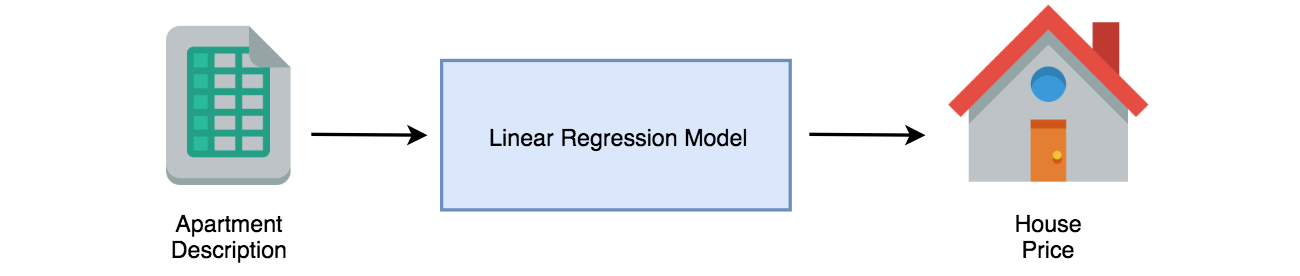 Linear Regression Model
Apartment
Description
House
Price